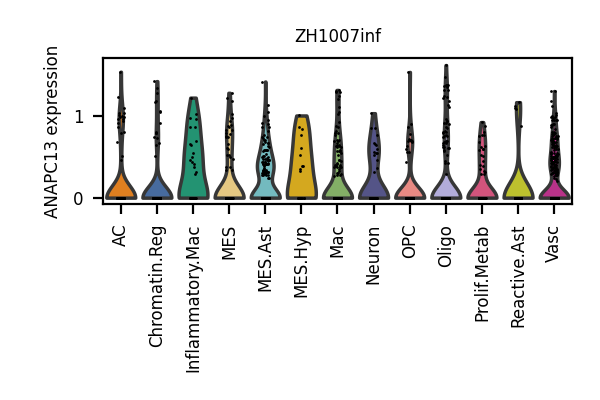 ZH1007inf
ANAPC13 expression
1
0
AC
Chromatin.Reg
Inflammatory.Mac
MES
MES.Ast
MES.Hyp
Mac
Neuron
OPC
Oligo
Prolif.Metab
Reactive.Ast
Vasc